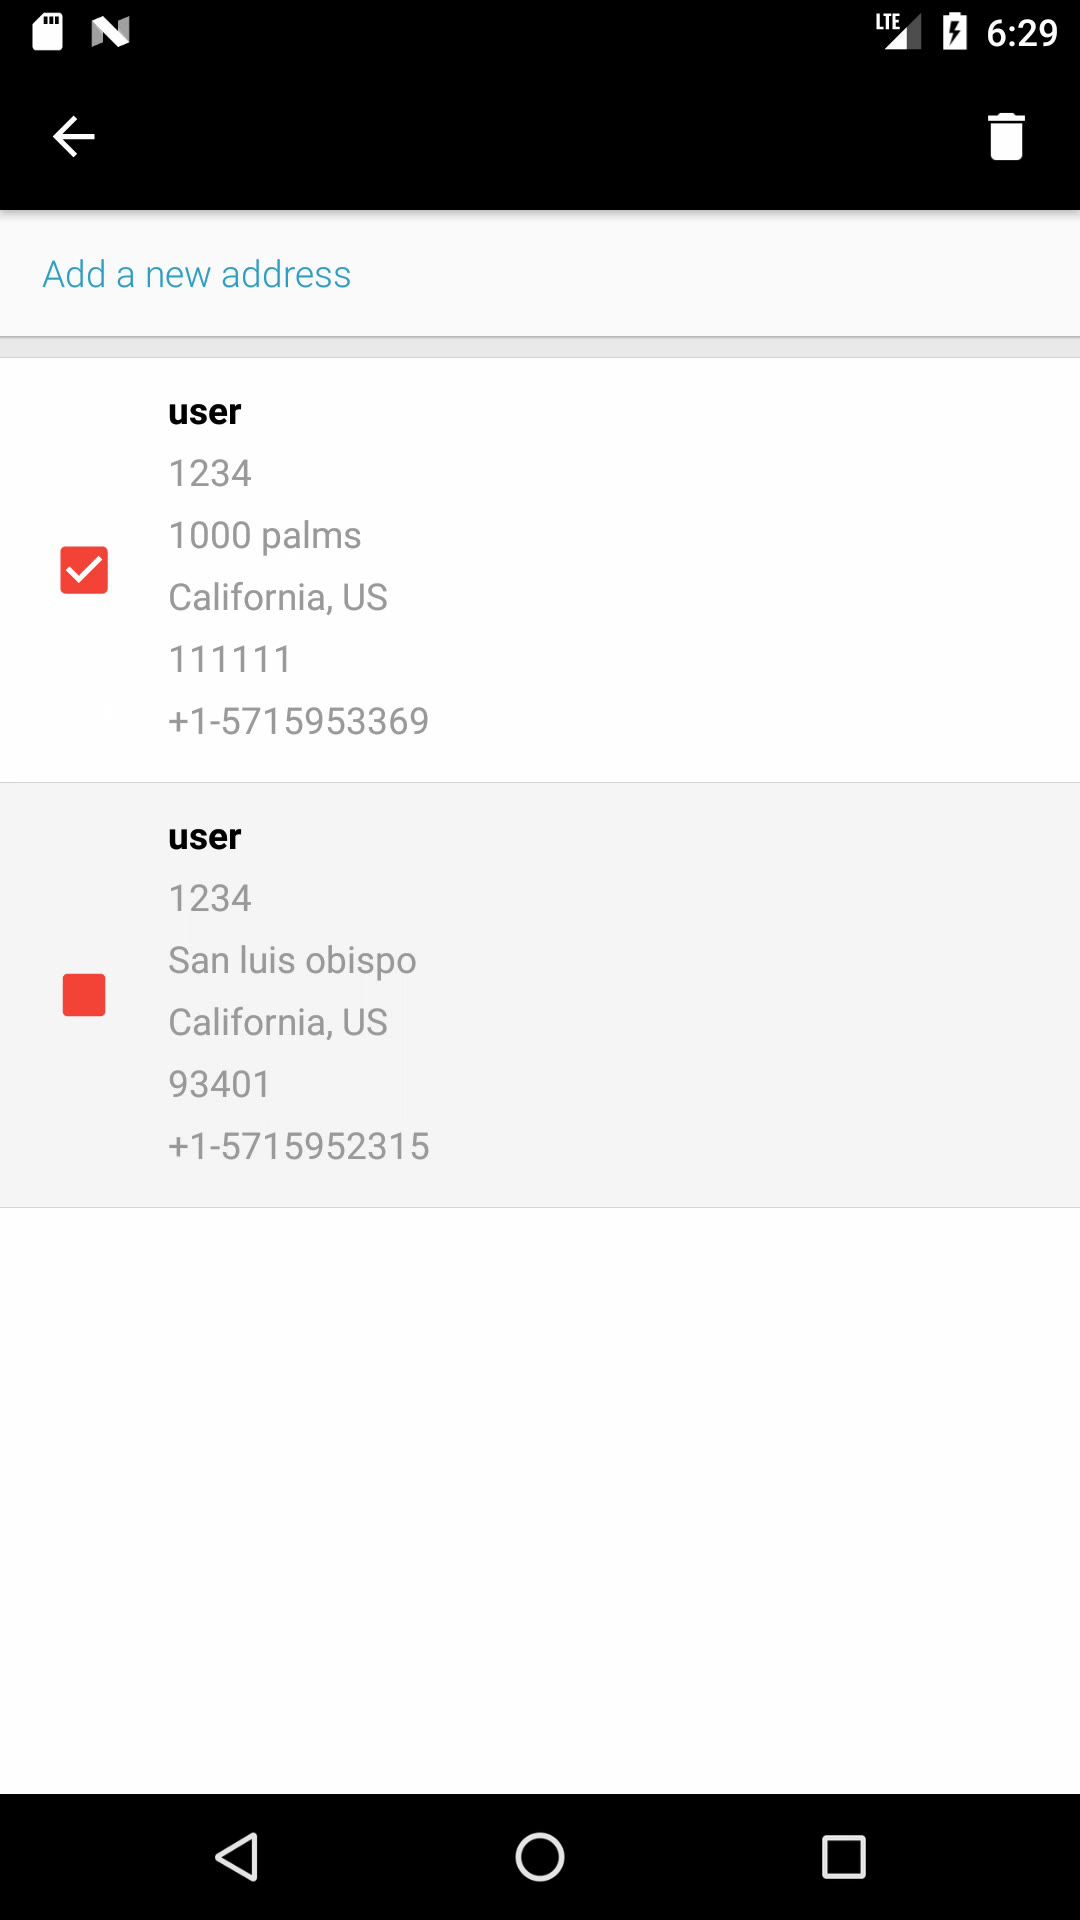 LTE 6:29
Add a new address
user
1234
1000 palms
California, US
111111
+1-5715953369
user
1234
San luis obispo
California, US
93401
+1-5715952315